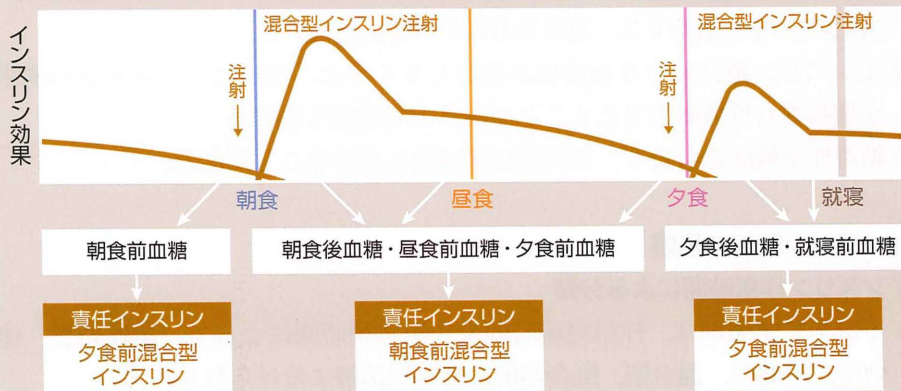 インスリン効果
混合型インスリン注射
混合型インスリン注射
注射
注射
朝食
昼食
夕食
就寝
朝食前血糖
朝食後血糖・昼食前血糖・夕食前血糖
夕食後血糖・就寝前血糖
責任インスリン
夕食前混合型
インスリン
責任インスリン
朝食前混合型
インスリン
責任インスリン
夕食前混合型
インスリン